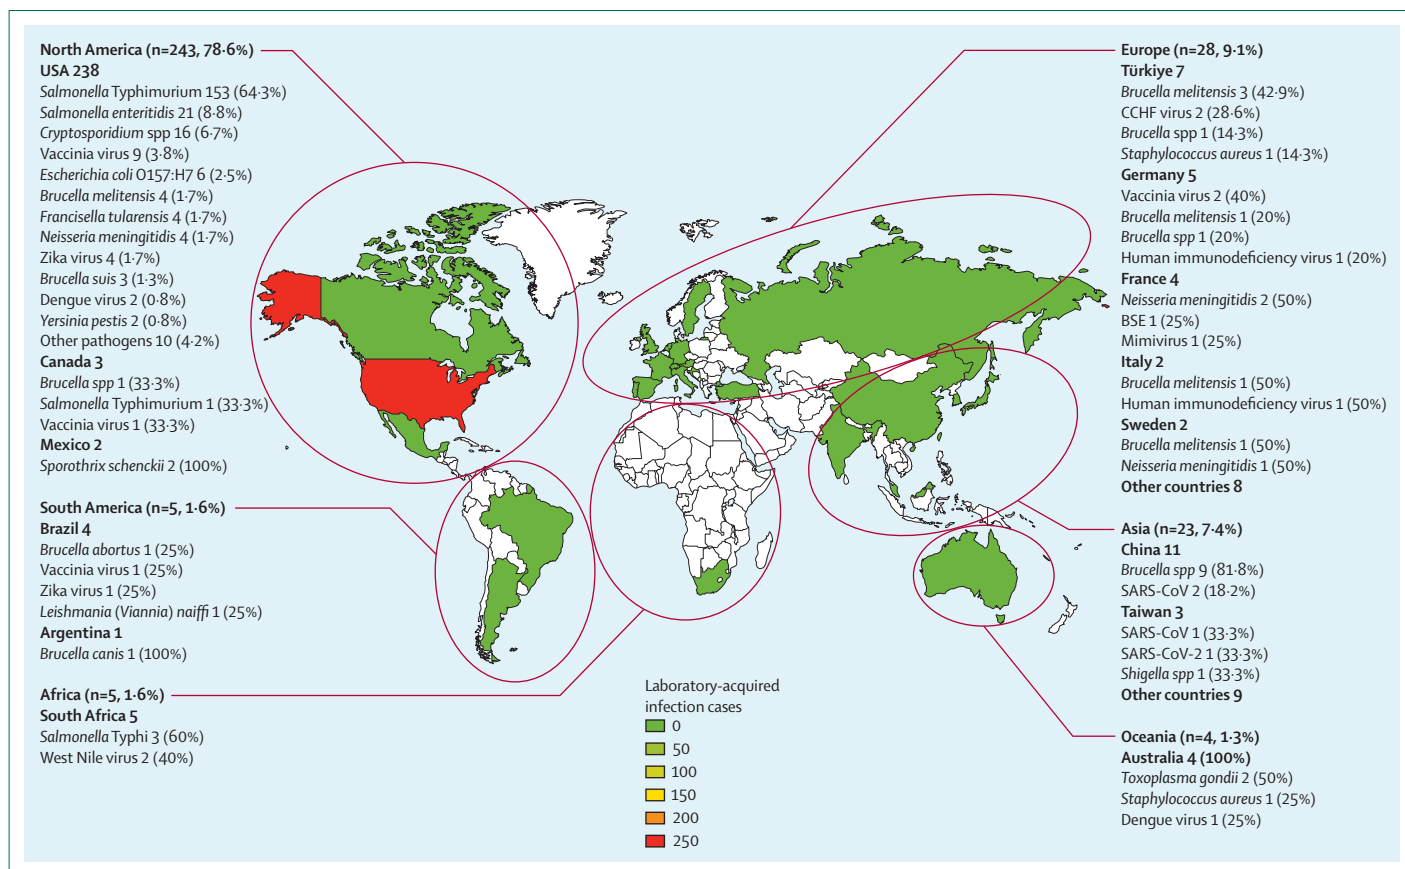 North America (n=243, 78·6%)
USA 238
Salmonella Typhimurium 153 (64·3%)
Salmonella enteritidis 21 (8·8%)
Cryptosporidium spp 16 (6·7%)
Vaccinia virus 9 (3·8%)
Escherichia coli O157:H7 6 (2·5%)
Brucella melitensis 4 (1·7%)
Francisella tularensis 4 (1·7%)
Neisseria meningitidis 4 (1·7%)
Zika virus 4 (1·7%)
Brucella suis 3 (1·3%)
Dengue virus 2 (0·8%)
Yersinia pestis 2 (0·8%)
Other pathogens 10 (4·2%)
Canada 3
Brucella spp 1 (33·3%)
Salmonella Typhimurium 1 (33·3%)
Vaccinia virus 1 (33·3%)
Mexico 2
Sporothrix schenckii 2 (100%)
South America (n=5, 1·6%)
Brazil 4
Brucella abortus 1 (25%)
Vaccinia virus 1 (25%)
Zika virus 1 (25%)
Leishmania (Viannia) naiffi 1 (25%)
Argentina 1
Brucella canis 1 (100%)
Africa (n=5, 1·6%)
South Africa 5
Salmonella Typhi 3 (60%)
West Nile virus 2 (40%)
Laboratory-acquired
infection cases
0
50
100
150
200
250
Europe (n=28, 9·1%)
Türkiye 7
Brucella melitensis 3 (42·9%)
CCHF virus 2 (28·6%)
Brucella spp 1 (14·3%)
Staphylococcus aureus 1 (14·3%)
Germany 5
Vaccinia virus 2 (40%)
Brucella melitensis 1 (20%)
Brucella spp 1 (20%)
Human immunodeficiency virus 1 (20%)
France 4
Neisseria meningitidis 2 (50%)
BSE 1 (25%)
Mimivirus 1 (25%)
Italy 2
Brucella melitensis 1 (50%)
Human immunodeficiency virus 1 (50%)
Sweden 2
Brucella melitensis 1 (50%)
Neisseria meningitidis 1 (50%)
Other countries 8
Asia (n=23, 7·4%)
China 11
Brucella spp 9 (81·8%)
SARS-CoV 2 (18·2%)
Taiwan 3
SARS-CoV 1 (33·3%)
SARS-CoV-2 1 (33·3%)
Shigella spp 1 (33·3%)
Other countries 9
Oceania (n=4, 1·3%)
Australia 4 (100%)
Toxoplasma gondii 2 (50%)
Staphylococcus aureus 1 (25%)
Dengue virus 1 (25%)